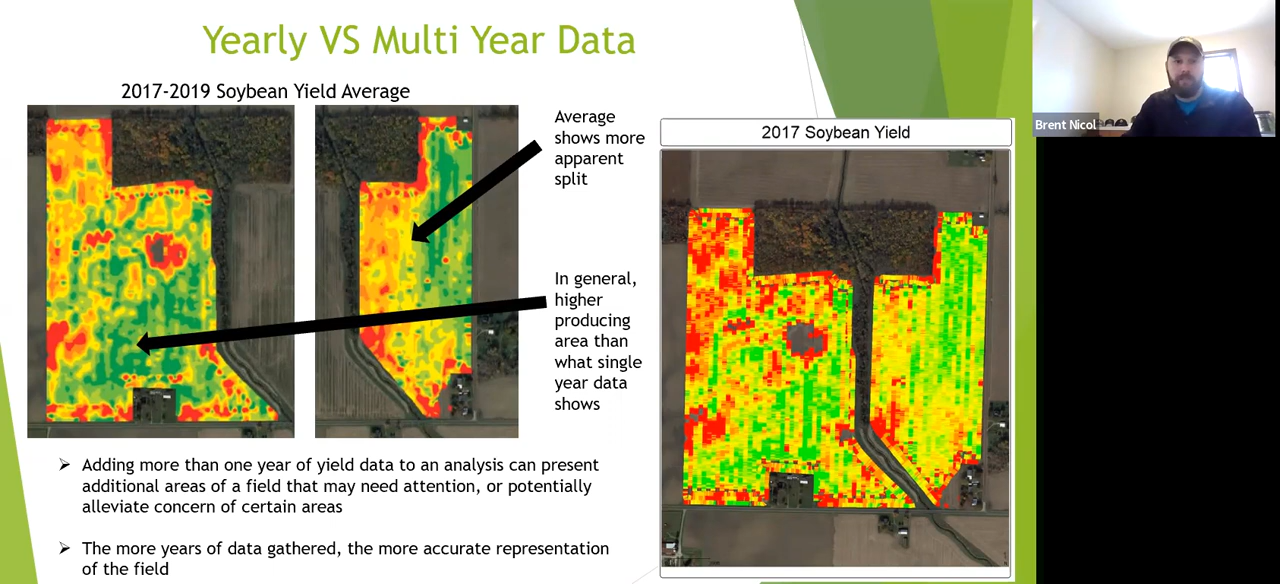 Yearly VS Multi Year Data
2017-2019 Soybean Yield Average
Average
shows more
apparent
split
In general,
higher
producing
area than
what single
year data
shows
2017 Soybean Yield
Brent Nicol
Adding more than one year of yield data to an analysis can present
additional areas of a field that may need attention, or potentially
alleviate concern of certain areas
The more years of data gathered, the more accurate representation
of the field